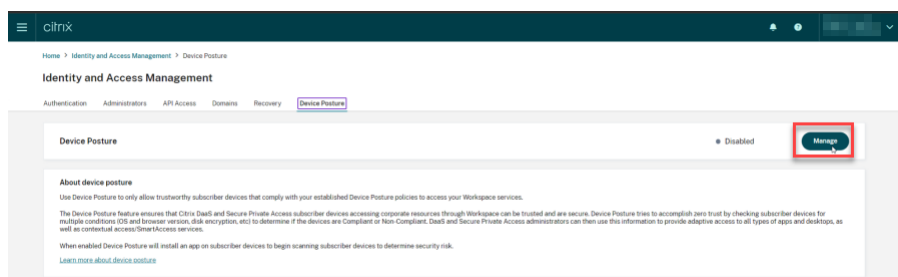 citrix
Home > Identity and Access Management > Device Posture
Identity and Access Management
Authentication Administrators API Access Domains Recovery Device Posture
Device Posture Disabled Manage
About device posture
Use Device Posture to only allow trustworthy subscriber devices that comply with your established Device Posture policies to access your Workspace services.
The Device Posture feature ensures that Citrix DaaS and Secure Private Access subscriber devices accessing corporate resources through Workspace can be trusted and are secure. Device Posture tries to accomplish zero trust by checking subscriber devices for
multiple conditions (OS and browser version, disk encryption, etc) to determine if the devices are Compliant or Non-Compliant. DaaS and Secure Private Access administrators can then use this information to provide adaptive access to all types of apps and desktops, as
well as contextual access/SmartAccess services.
When enabled Device Posture will install an app on subscriber devices to begin scanning subscriber devices to determine security risk.
Learn more about device posture